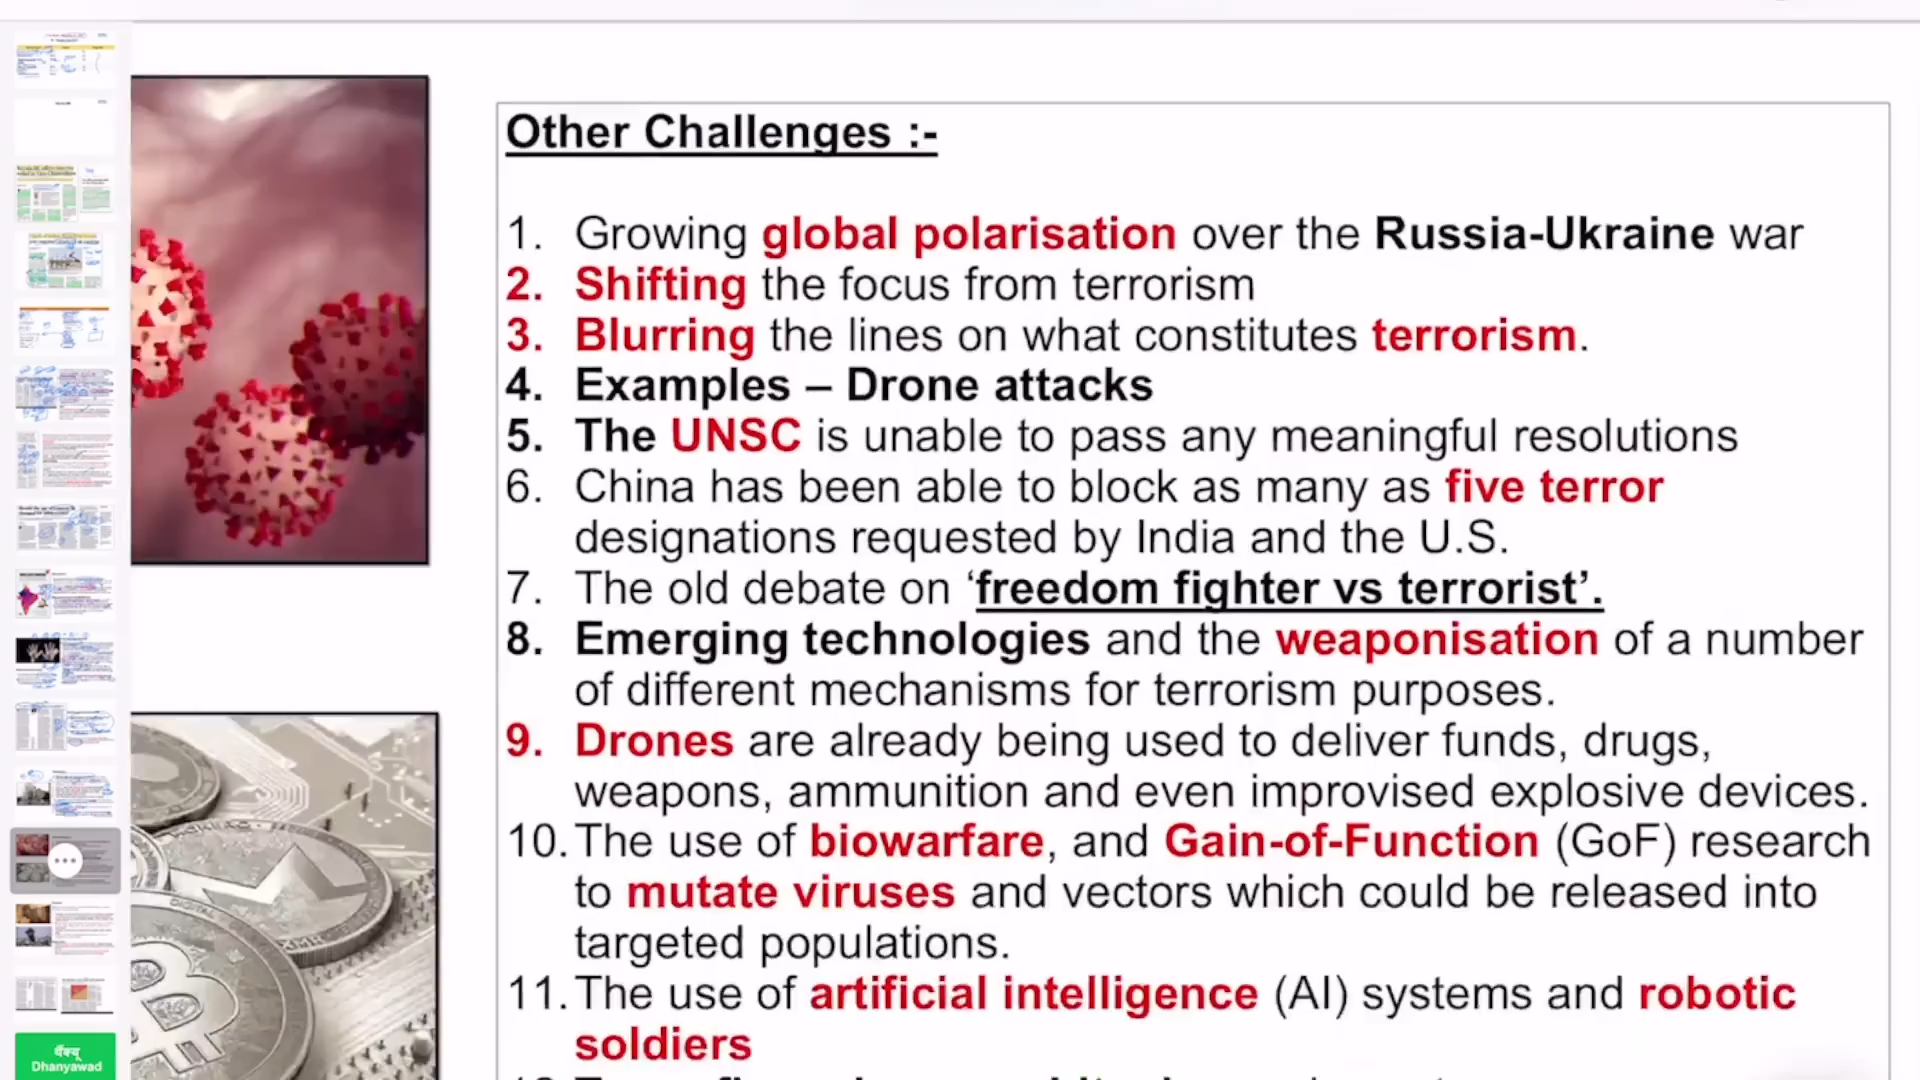 Other Challenges :-
1. Growing global polarisation over the Russia-Ukraine war
2. Shifting the focus from terrorism
3. Blurring the lines on what constitutes terrorism.
4. Examples – Drone attacks
5. The UNSC is unable to pass any meaningful resolutions
6. China has been able to block as many as five terror
designations requested by India and the U.S.
7. The old debate on ‘freedom fighter vs terrorist’.
8. Emerging technologies and the weaponisation of a number
of different mechanisms for terrorism purposes.
9. Drones are already being used to deliver funds, drugs,
weapons, ammunition and even improvised explosive devices.
10. The use of biowarfare, and Gain-of-Function (GoF) research
to mutate viruses and vectors which could be released into
targeted populations.
11. The use of artificial intelligence (AI) systems and robotic
soldiers
थैंक्यू
Dhanyawad